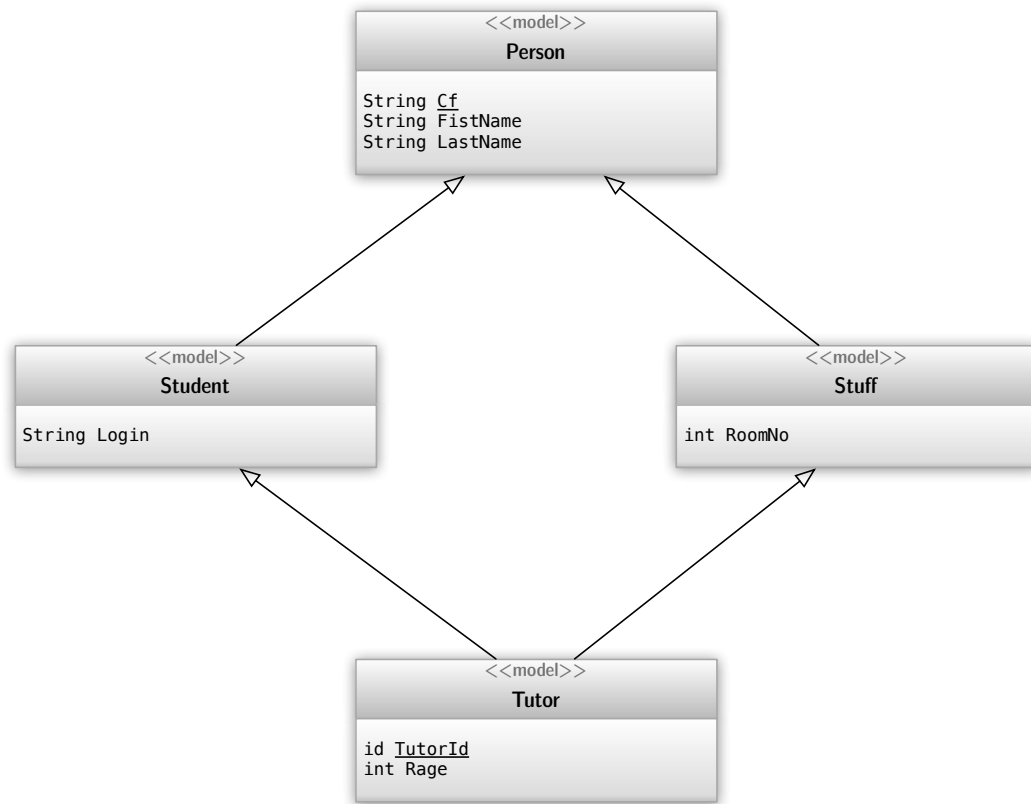 <<model>>
Person
String Cf
String FistName
String LastName
<<model>>
Student
String Login
<<model>>
Stuff
int RoomNo
<<model>>
Tutor
id TutorId
int Rage